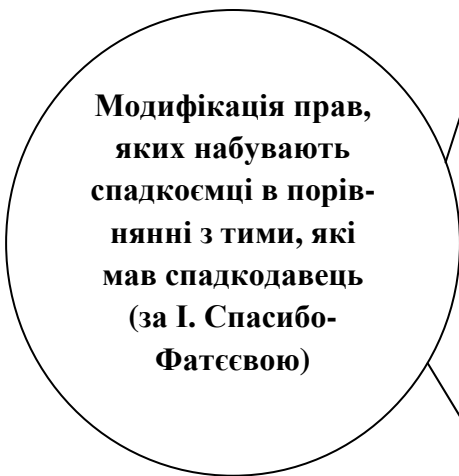 Модифікація прав,
яких набувають
спадкоємці в порів-
нянні з тими, які
мав спадкодавець
(за І. Спасибо-
Фатєєвою)